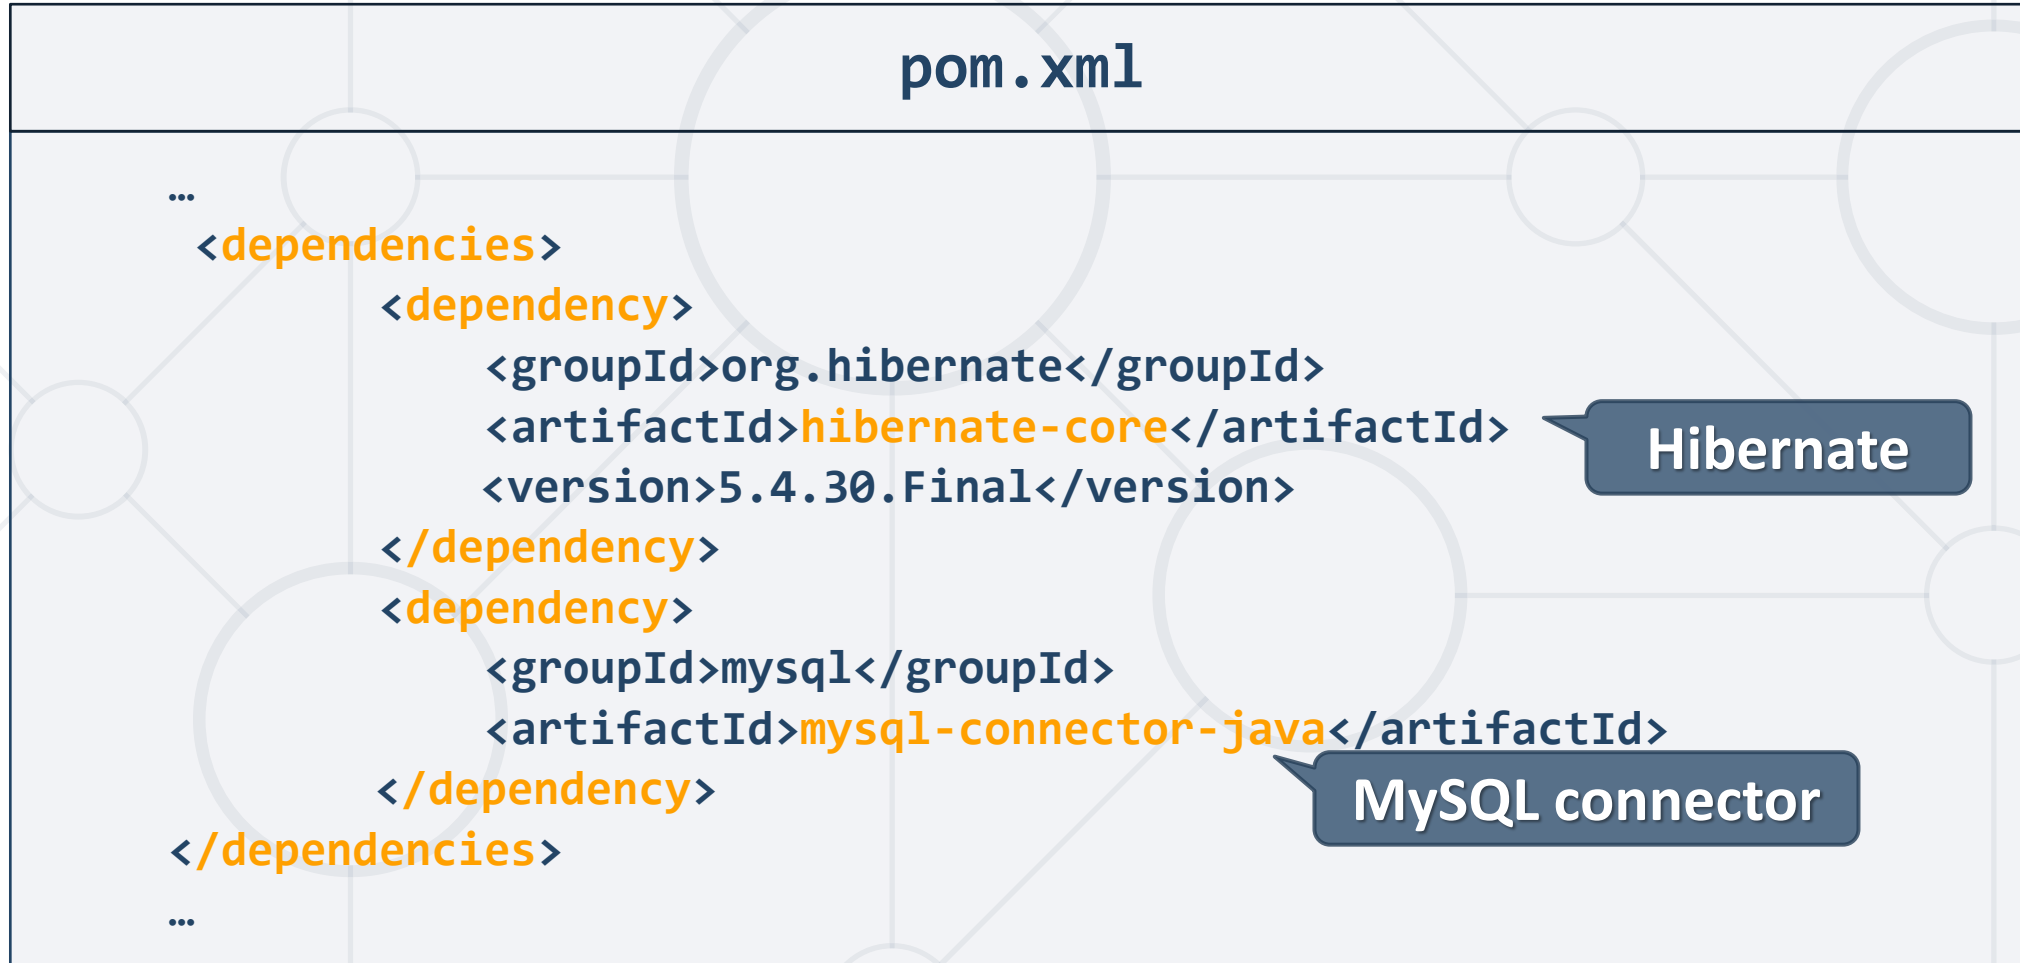 pom.xml
…
<dependencies>
<dependency>
<groupId>org.hibernate</groupId>
<artifactId>hibernate-core</artifactId>
Hibernate
<version>5.4.30.Final</version>
</dependency>
<dependency>
<groupId>mysql</groupId>
<artifactId>mysql-connector-java</artifactId>
</dependency>
MySQL connector
</dependencies>
…